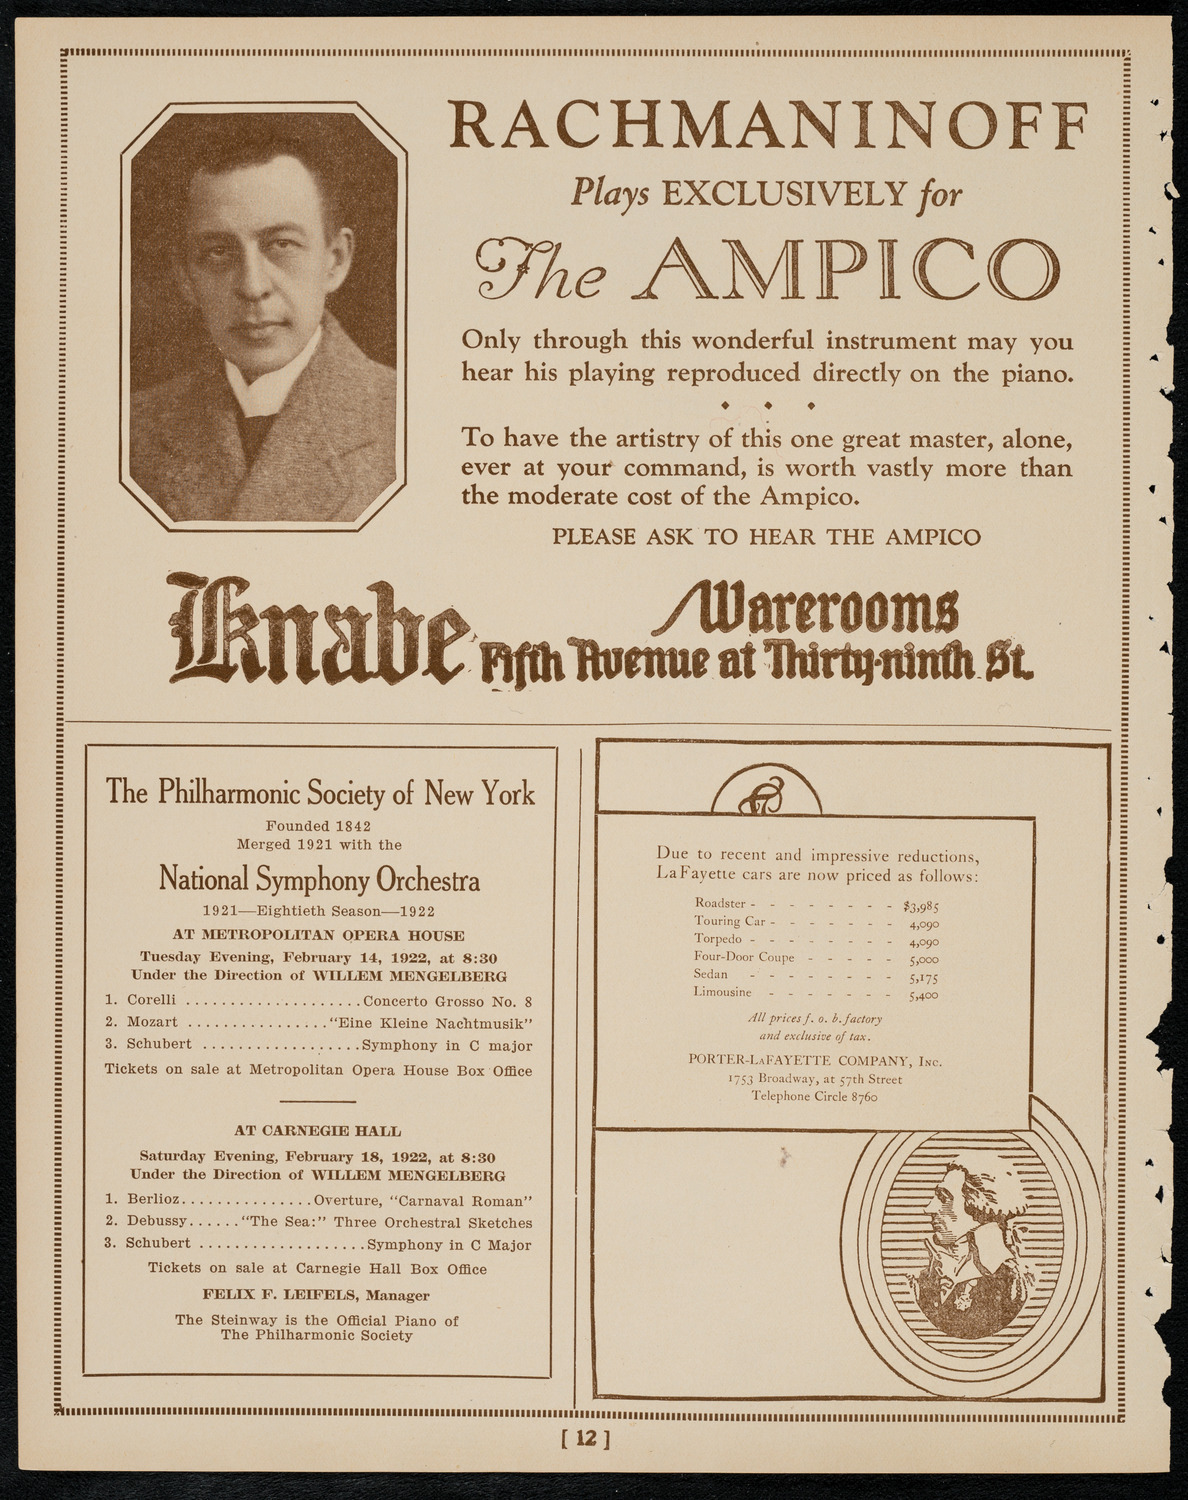 RACHMANINOFF
Plays EXCLUSIVELY for
The AMPICO
Only through this wonderful instrument may you
hear his playing reproduced directly on the piano.
To have the artistry of this one great master, alone,
ever at your command, is worth vastly more than
the moderate cost of the Ampico.
PLEASE ASK TO HEAR THE AMPICO
Knabe Warerooms
Fifth Avenue at Thirty-ninth St.
The Philharmonic Society of New York
Founded 1842
Merged 1921 with the
National Symphony Orchestra
1921—Eightieth Season—1922
AT METROPOLITAN OPERA HOUSE
Tuesday Evening, February 14, 1922, at 8:30
Under the Direction of WILLEM MENGELBERG
1. Corelli ....................Concerto Grosso No. 8
2. Mozart ................"Eine Kleine Nachtmusik"
3. Schubert ..................Symphony in C major
Tickets on sale at Metropolitan Opera House Box Office
AT CARNEGIE HALL
Saturday Evening, February 18, 1922, at 8:30
Under the Direction of WILLEM MENGELBERG
1. Berlioz...............Overture, "Carnaval Roman"
2. Debussy......"The Sea:" Three Orchestral Sketches
3. Schubert ...................Symphony in C Major
Tickets on sale at Carnegie Hall Box Office
FELIX F. LEIFELS, Manager
The Steinway is the Official Piano of
The Philharmonic Society
Due to recent and impressive reductions,
LaFayette cars are now priced as follows:
Roadster - - - - - - - - $3,985
Touring Car - - - - - - - 4,090
Torpedo - - - - - - - - 4,090
Four-Door Coupe - - - - - 5,000
Sedan - - - - - - - - 5,175
Limousine - - - - - - - 5,400
All prices f. o. b. factory
and exclusive of tax.
PORTER-LAFAYETTE COMPANY, Inc.
1753 Broadway, at 57th Street
Telephone Circle 8760
[ 12 ]